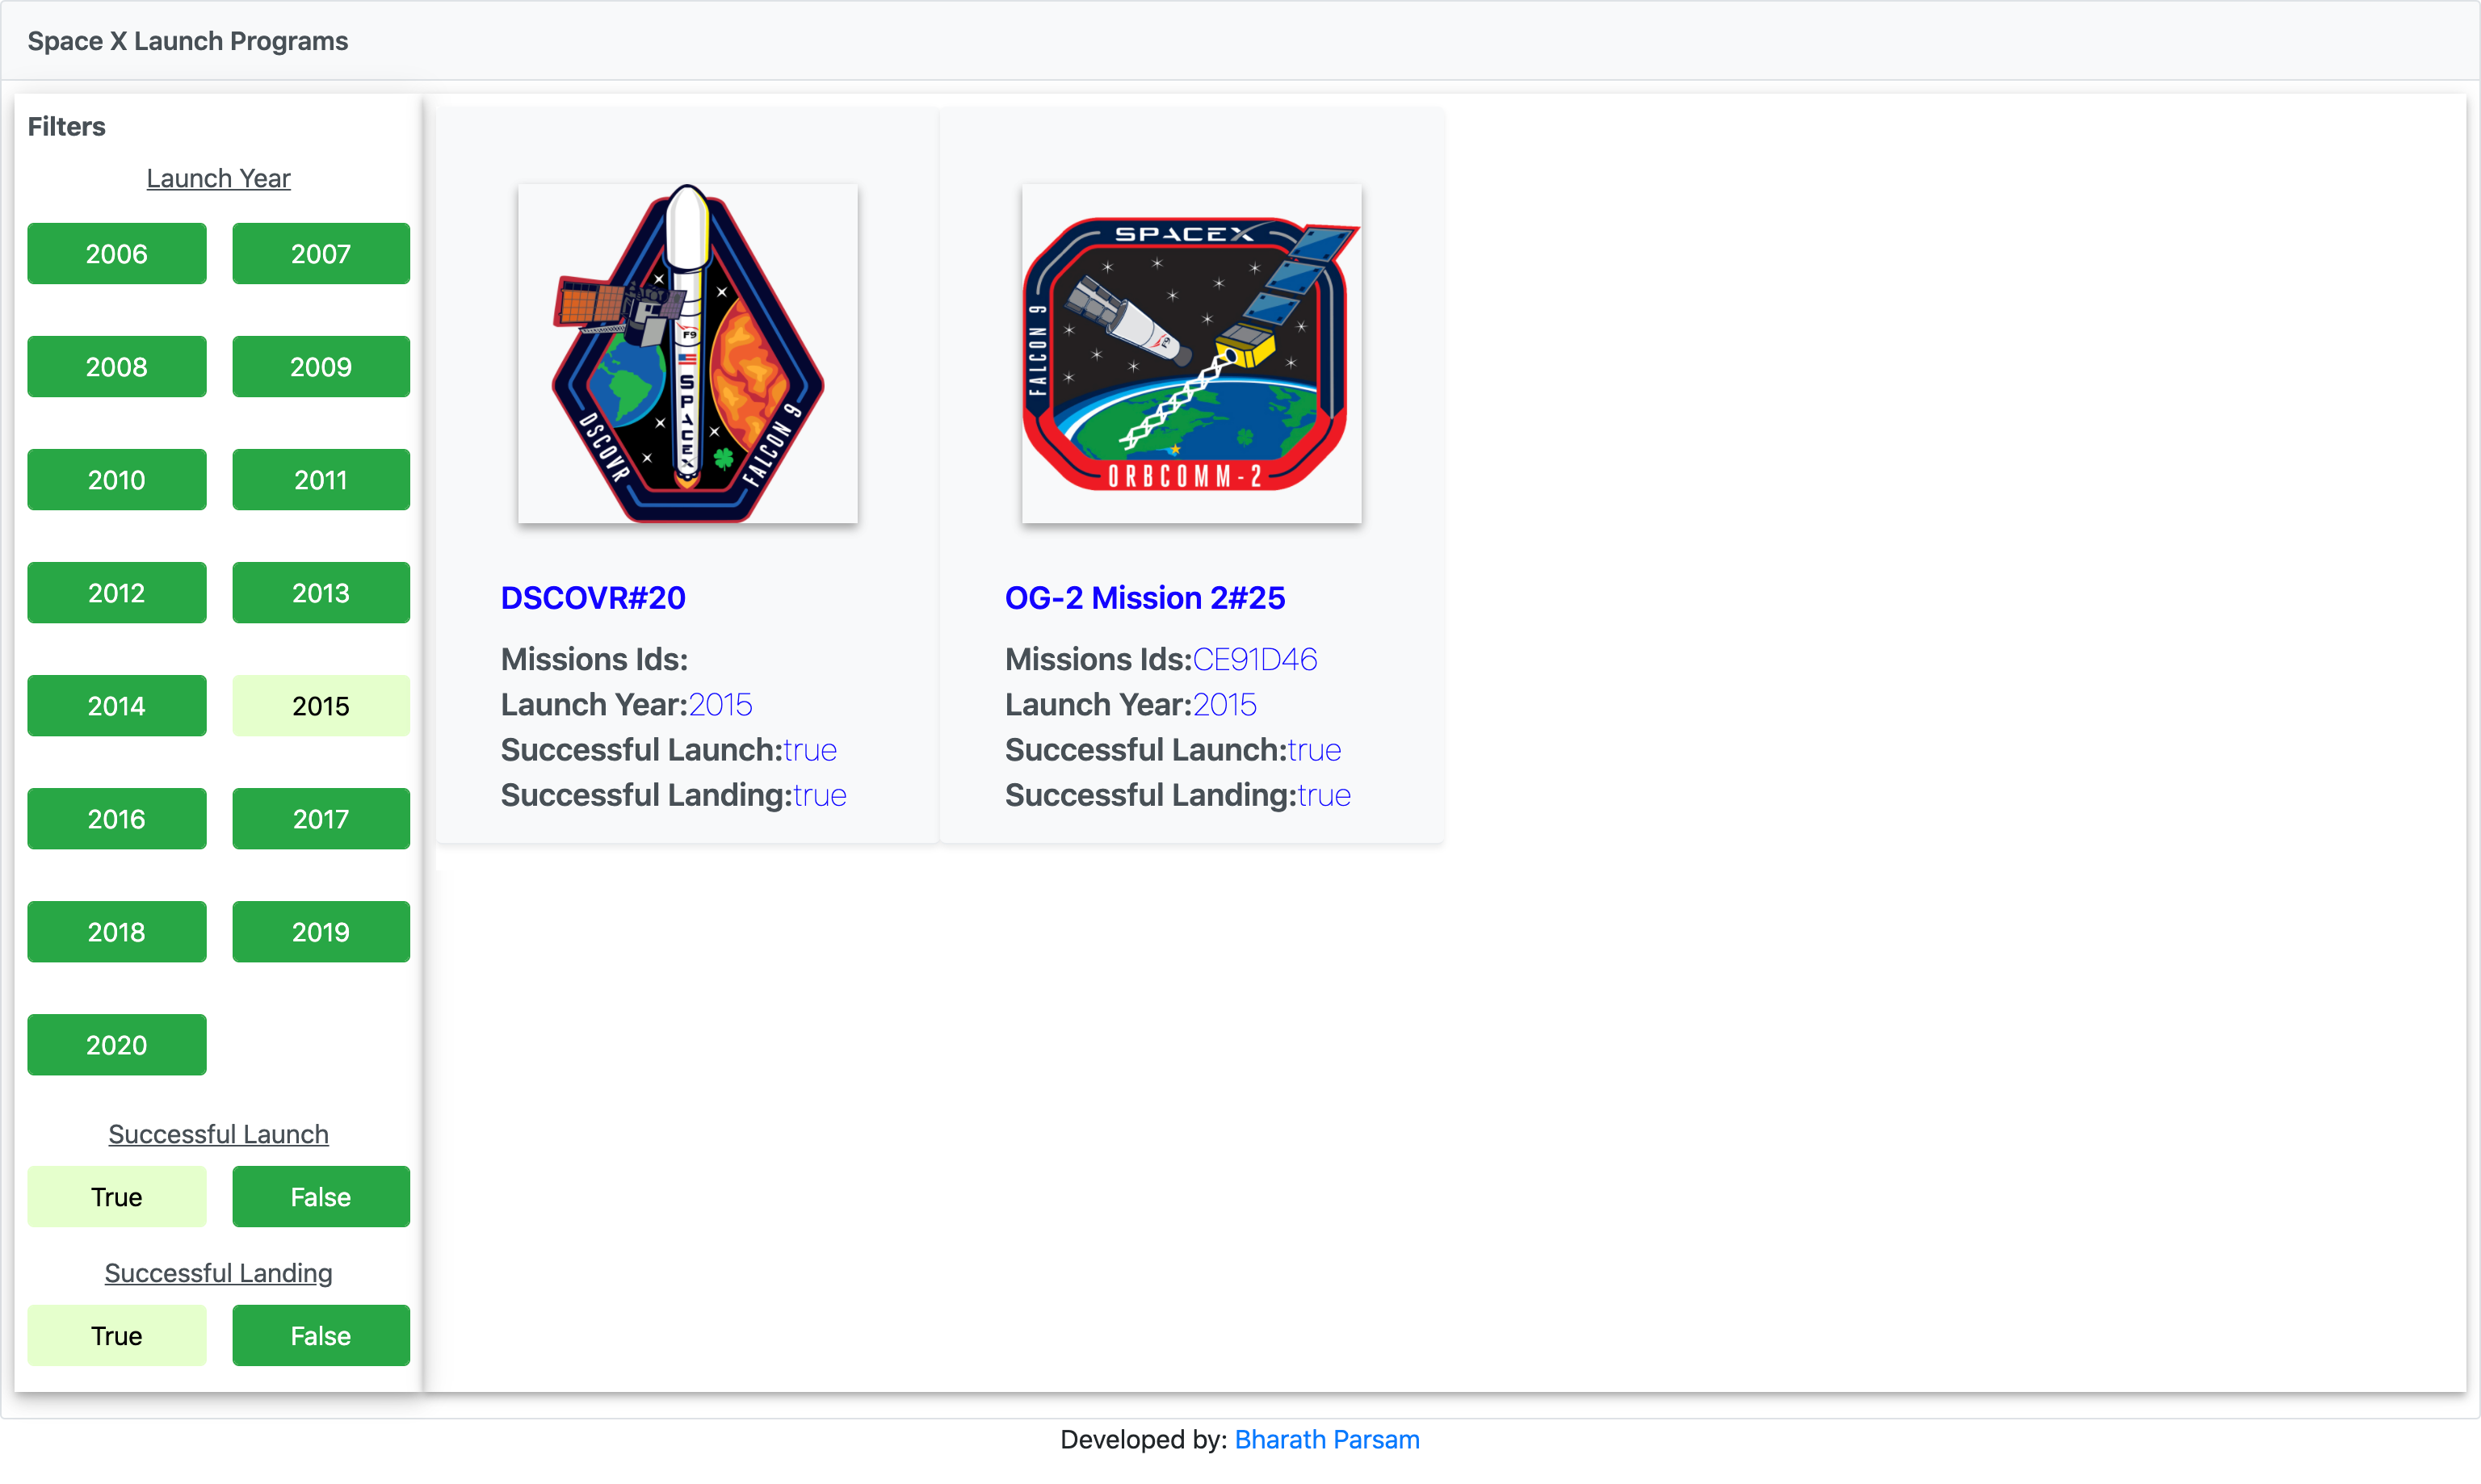 Space X Launch Programs
Filters
Launch Year
2006 2007
2008 2009
2010 2011
2012 2013
2014 2015
2016 2017
2018 2019
2020
Successful Launch
True False
Successful Landing
True False
F9
SPACEX
DSCOVR
FALCON 9
DSCOVR#20
Missions Ids:
Launch Year:2015
Successful Launch:true
Successful Landing:true
SPACEX
FALCON 9
F9
ORBCOMM-2
OG-2 Mission 2#25
Missions Ids:CE91D46
Launch Year:2015
Successful Launch:true
Successful Landing:true
Developed by: Bharath Parsam